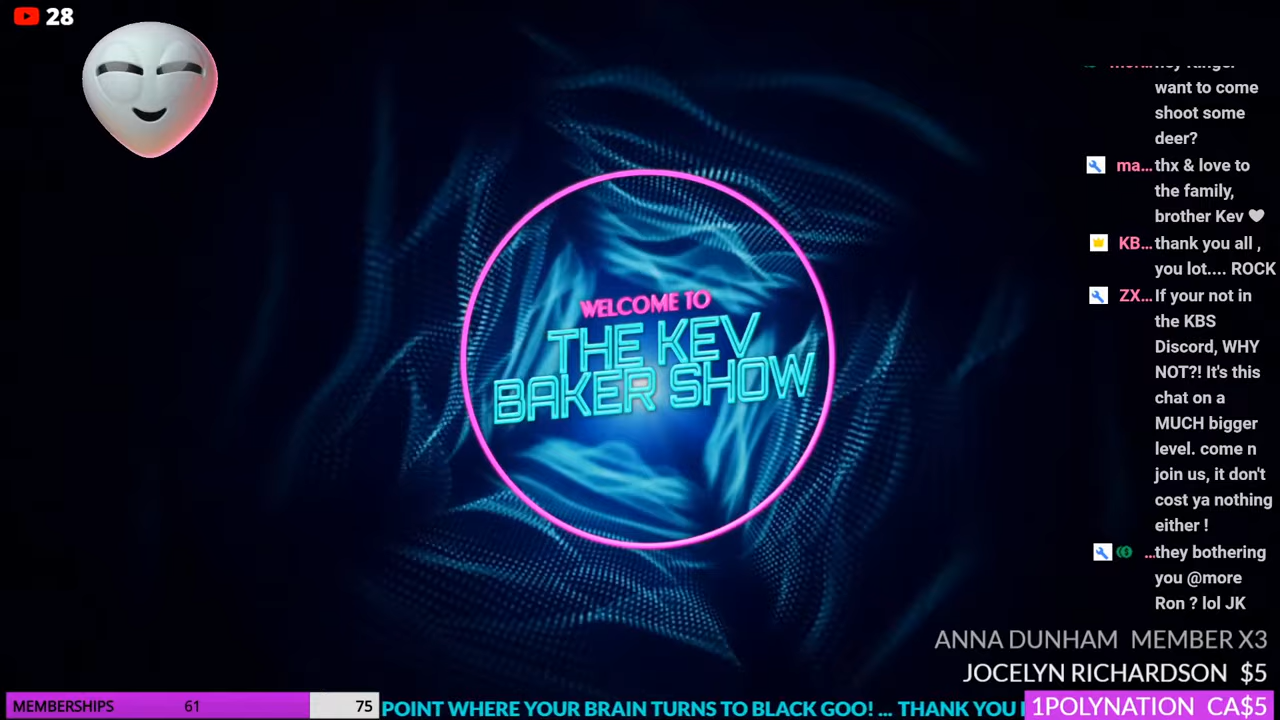 28
WELCOME TO
THE KEV
BAKER SHOW
want to come
shoot some
deer?
ma... thx & love to
the family,
brother Kev
KB... thank you all ,
you lot.... ROCK
ZX... If your not in
the KBS
Discord, WHY
NOT?! It's this
chat on a
MUCH bigger
level. come n
join us, it don't
cost ya nothing
either !
...they bothering
you @more
Ron ? lol JK
ANNA DUNHAM MEMBER X3
JOCELYN RICHARDSON $5
MEMBERSHIPS 61 75
POINT WHERE YOUR BRAIN TURNS TO BLACK GOO! ... THANK YOU
1POLYNATION CA$5